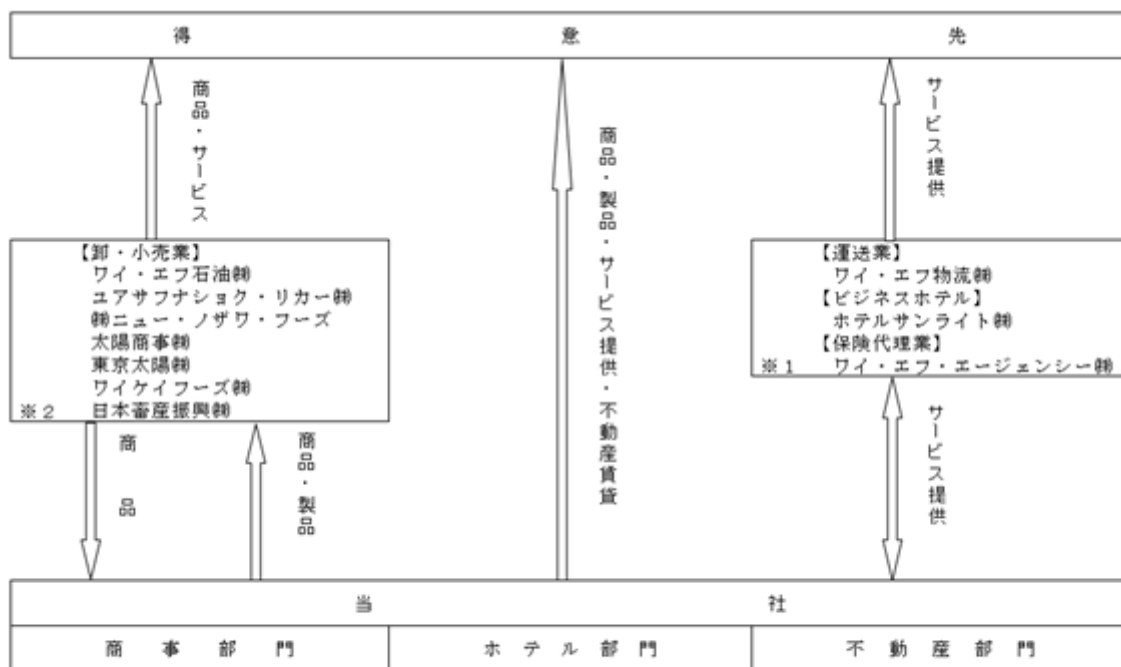 得意先
商品・サービス
商品・製品・サービス提供・不動産賃貸
サービス提供
【卸・小売業】
ワイ・エフ石油㈱
ユアサフナショク・リカー㈱
㈱ニュー・ノザワ・フーズ
太陽商事㈱
東京太陽㈱
ワイケイフーズ㈱
※2 日本畜産振興㈱
【運送業】
ワイ・エフ物流㈱
【ビジネスホテル】
ホテルサンライト㈱
【保険代理業】
※1 ワイ・エフ・エージェンシー㈱
商品
商品・製品
サービス提供
当社
商事部門
ホテル部門
不動産部門